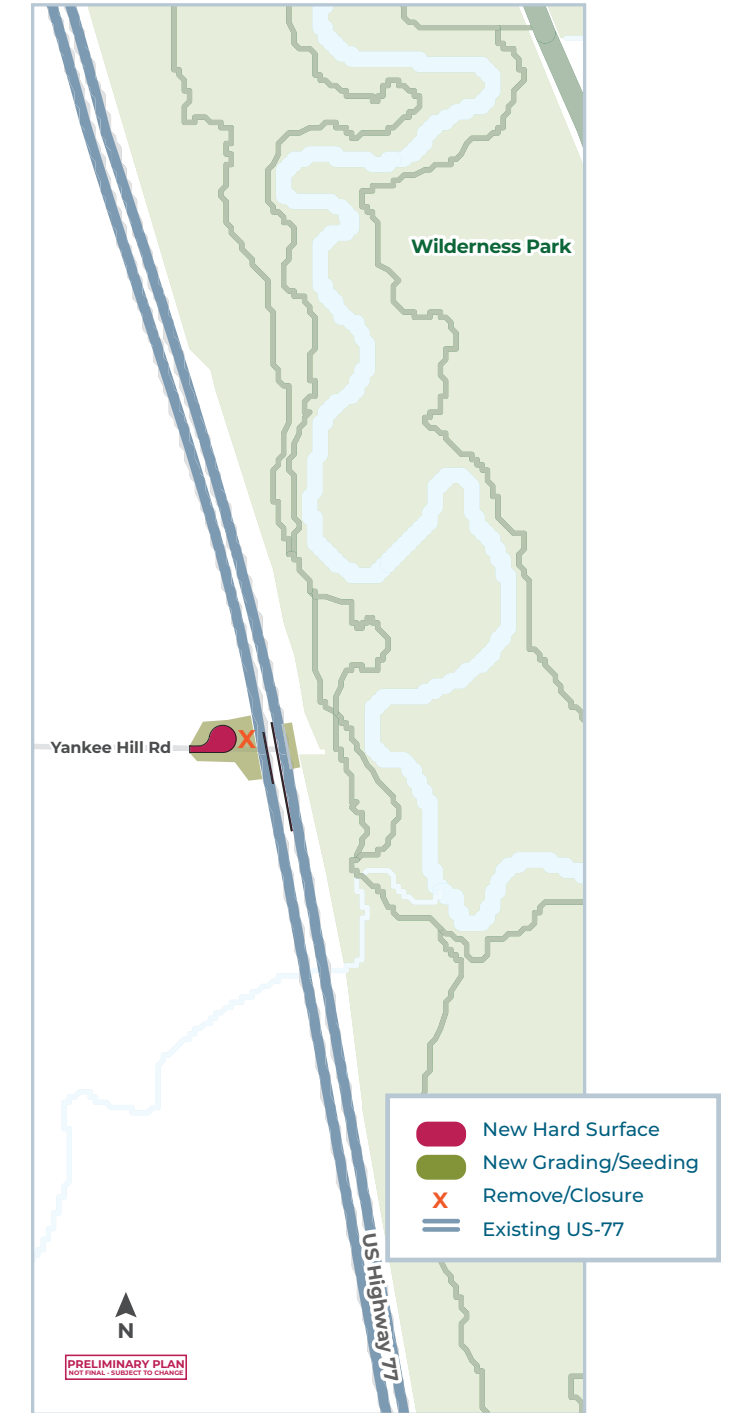 Wilderness Park
Yankee Hill Rd
X
New Hard Surface
New Grading/Seeding
X Remove/Closure
Existing US-77
US Highway 77
N
PRELIMINARY PLAN
NOT FINAL - SUBJECT TO CHANGE